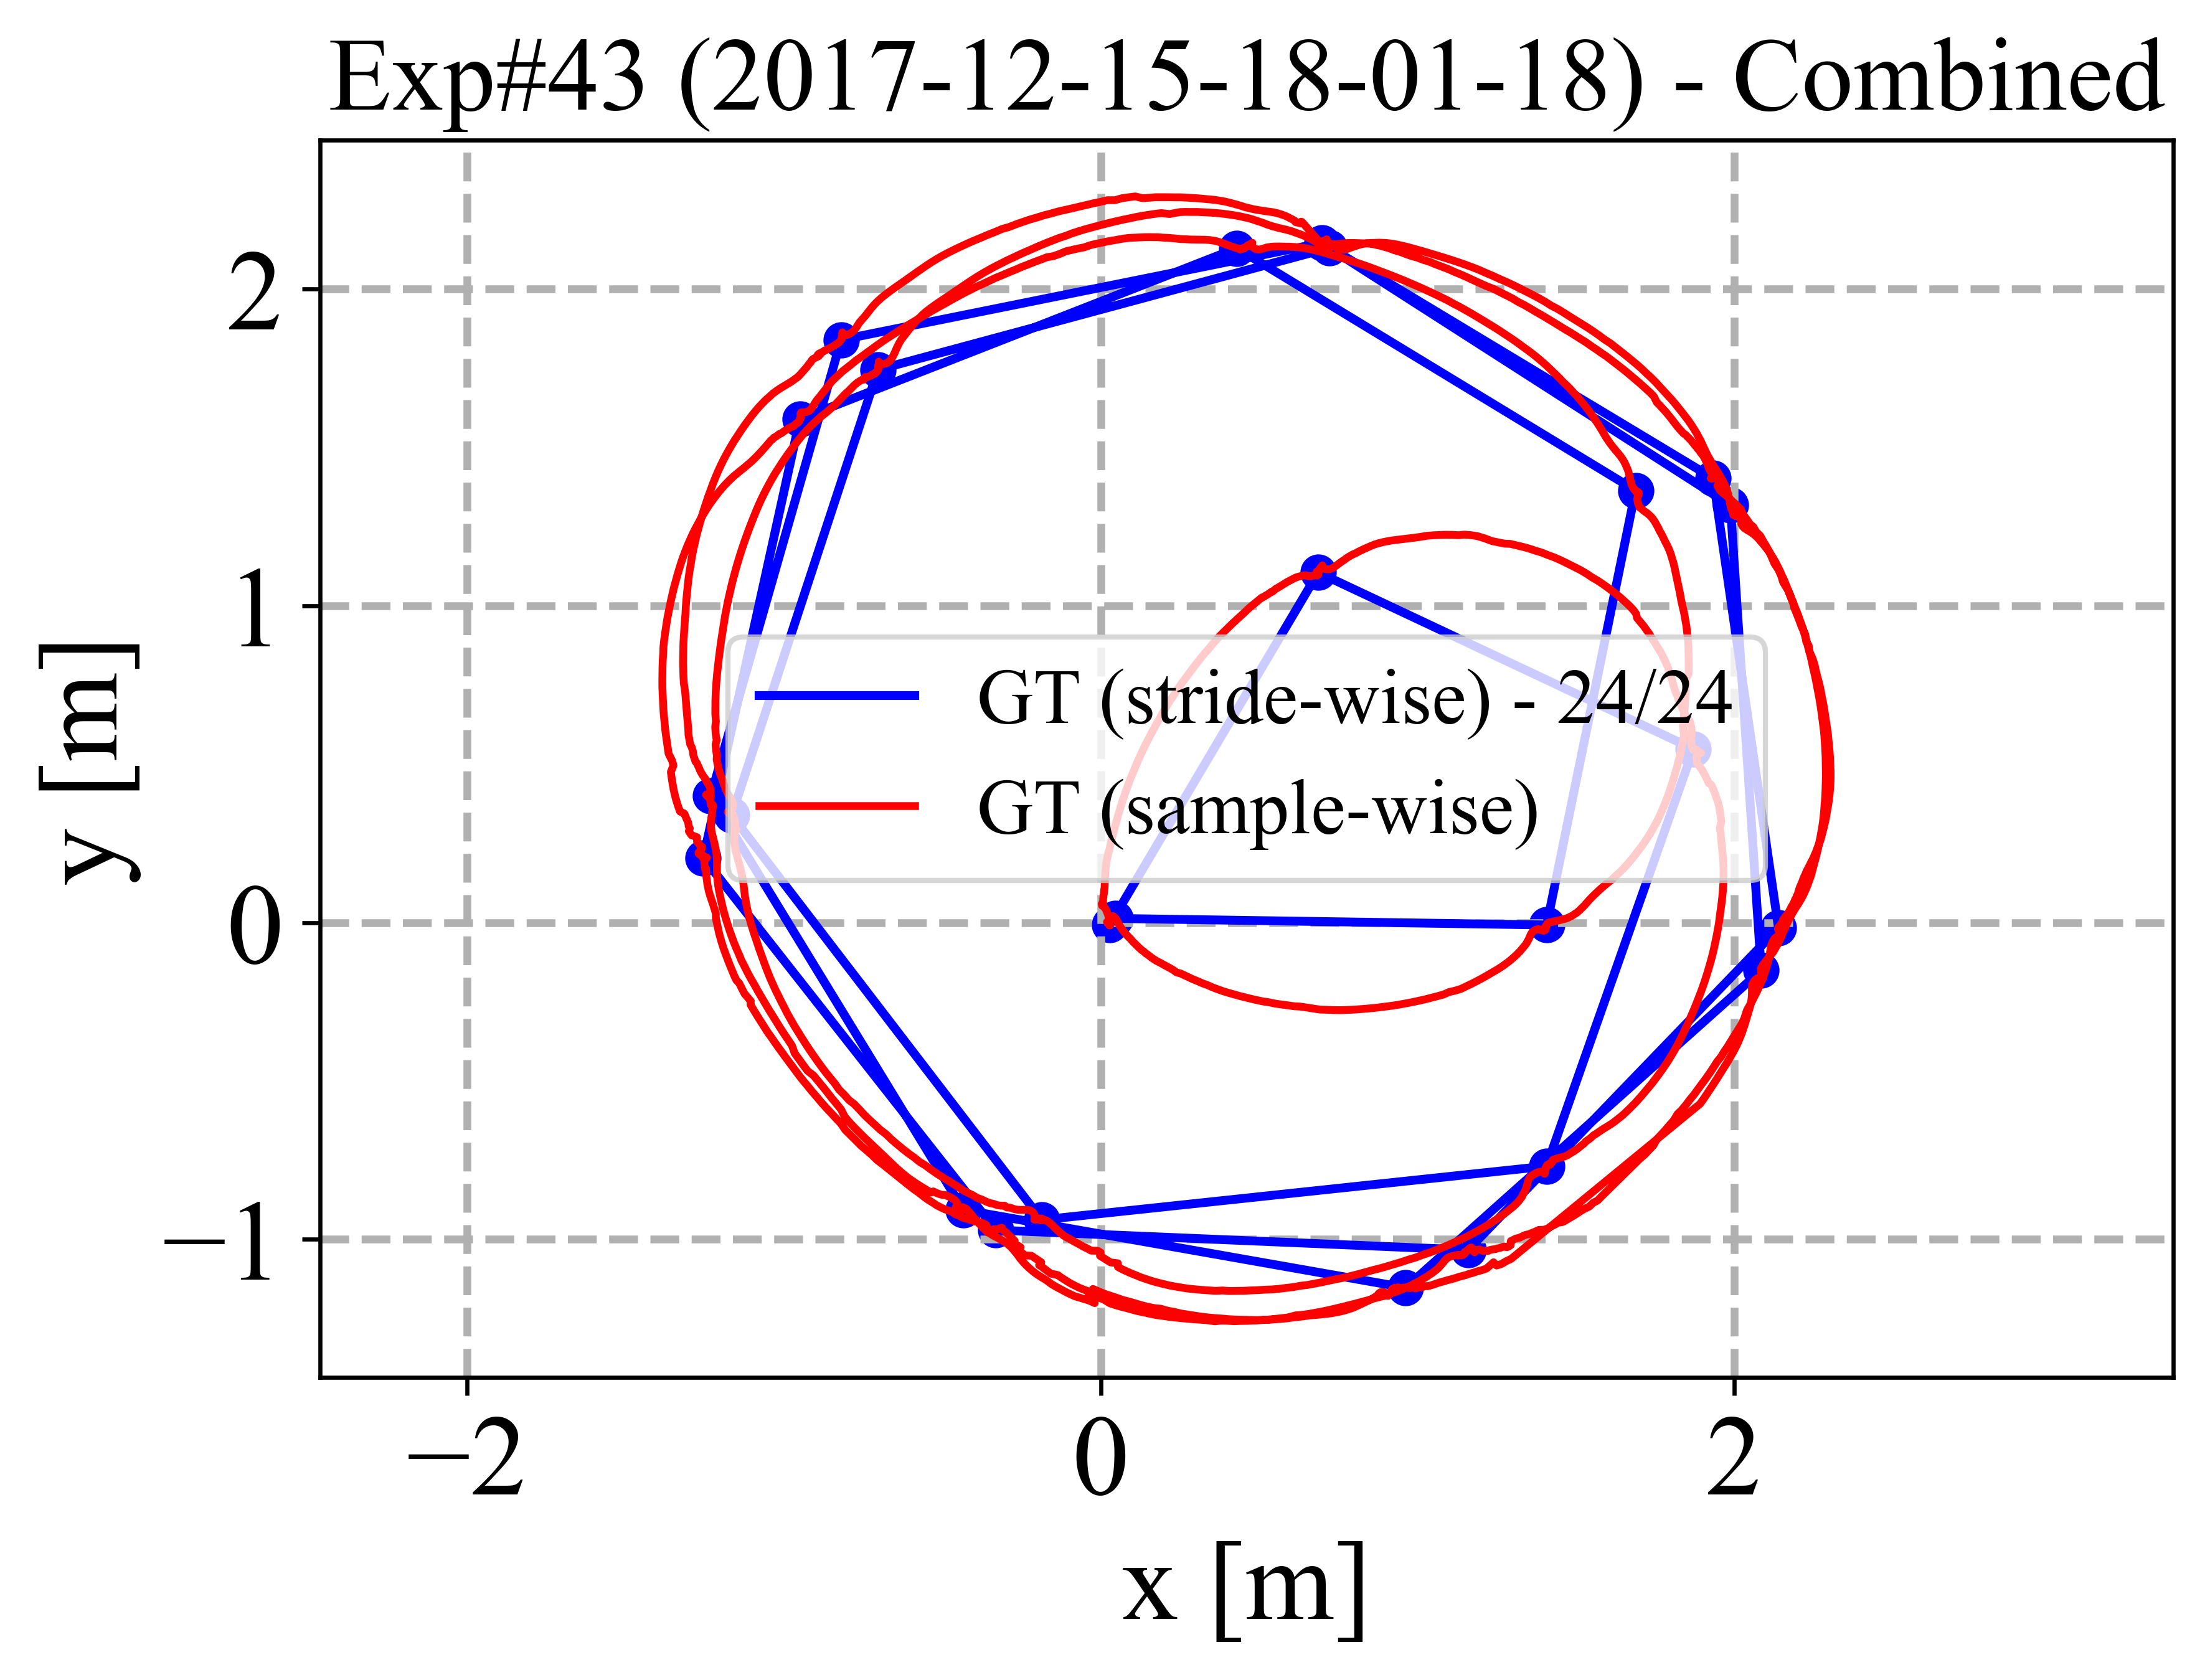 Exp#43 (2017-12-15-18-01-18) - Combined
y [m]
2
1
0
−1
GT (stride-wise) - 24/24
GT (sample-wise)
−2
0
2
x [m]